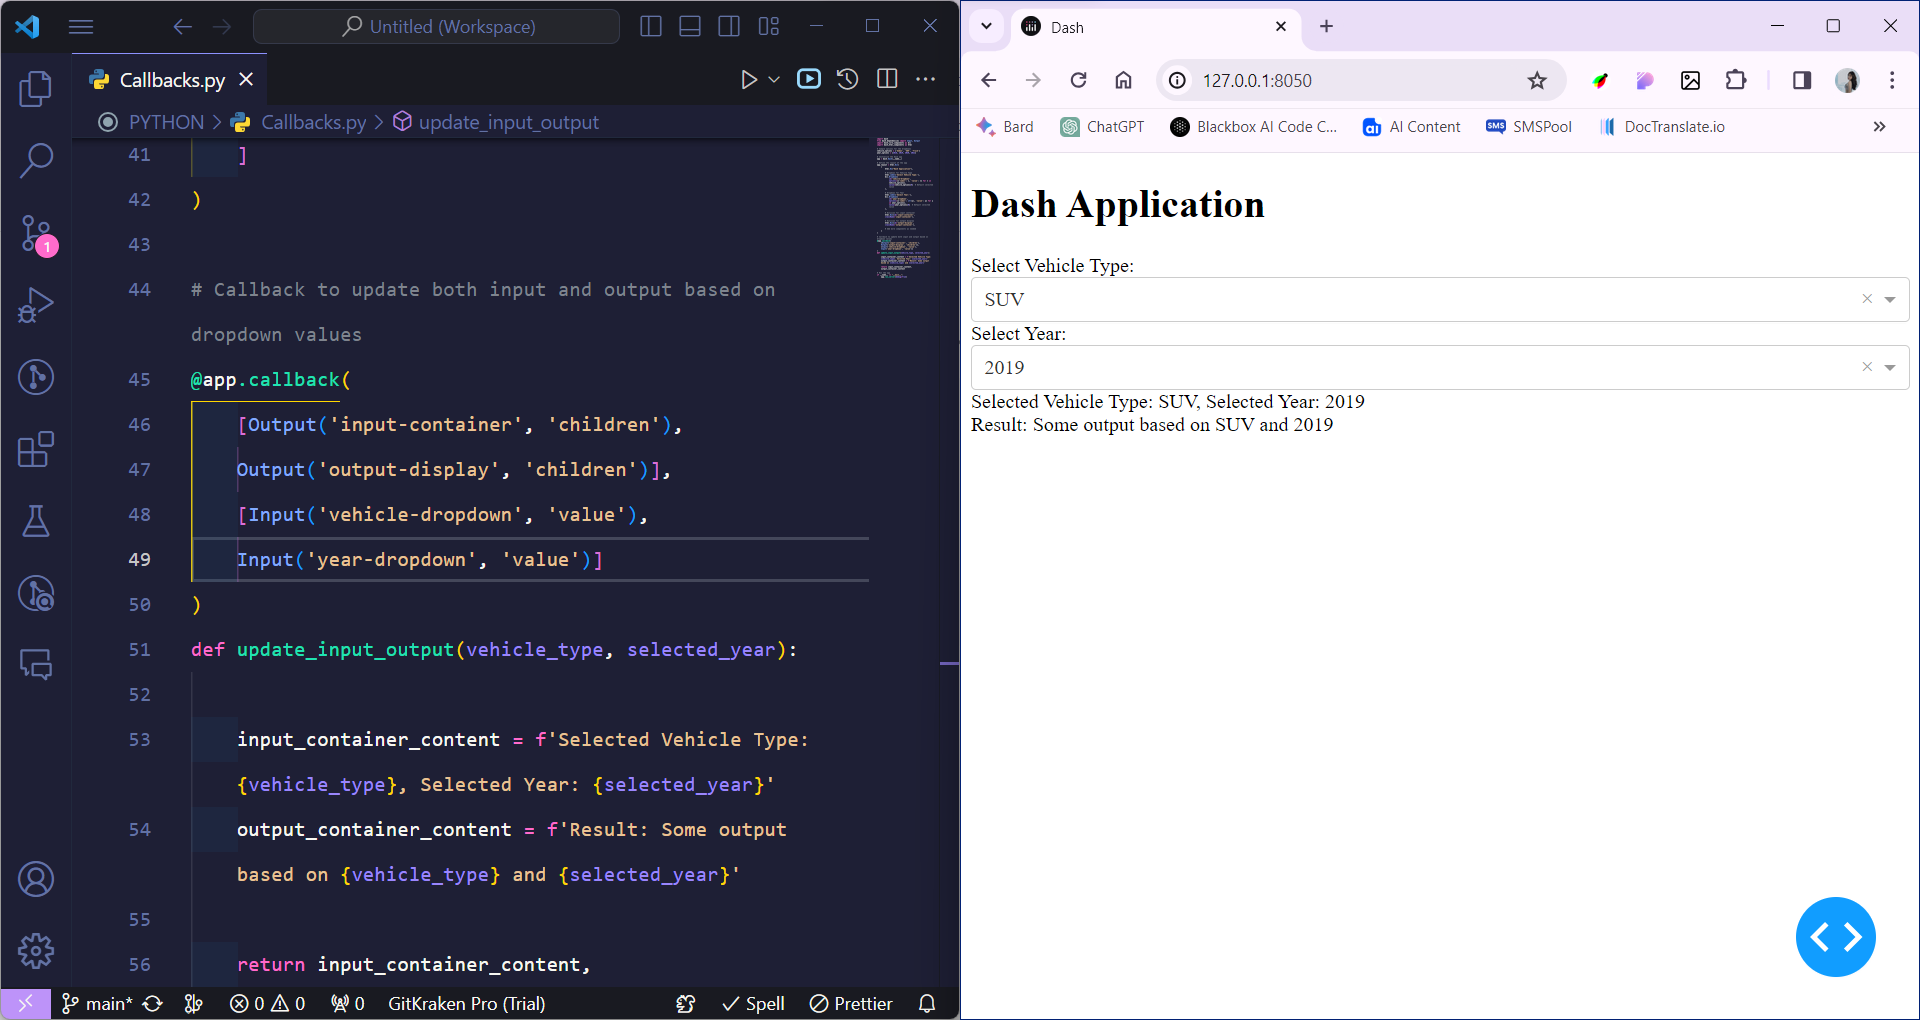 Untitled (Workspace)
Callbacks.py
PYTHON > Callbacks.py > update_input_output
1
41 ]
42 )
43
44 # Callback to update both input and output based on
dropdown values
45 @app.callback(
46 [Output('input-container', 'children'),
47 Output('output-display', 'children')],
48 [Input('vehicle-dropdown', 'value'),
49 Input('year-dropdown', 'value')]
50 )
51 def update_input_output(vehicle_type, selected_year):
52
53 input_container_content = f'Selected Vehicle Type:
{vehicle_type}, Selected Year: {selected_year}'
54 output_container_content = f'Result: Some output
based on {vehicle_type} and {selected_year}'
55
56 return input_container_content,
main* 0 0 0 GitKraken Pro (Trial) Spell Prettier
Dash
127.0.0.1:8050
Bard ChatGPT Blackbox AI Code C... ai AI Content SMS SMSPool DocTranslate.io
Dash Application
Select Vehicle Type:
SUV
Select Year:
2019
Selected Vehicle Type: SUV, Selected Year: 2019
Result: Some output based on SUV and 2019